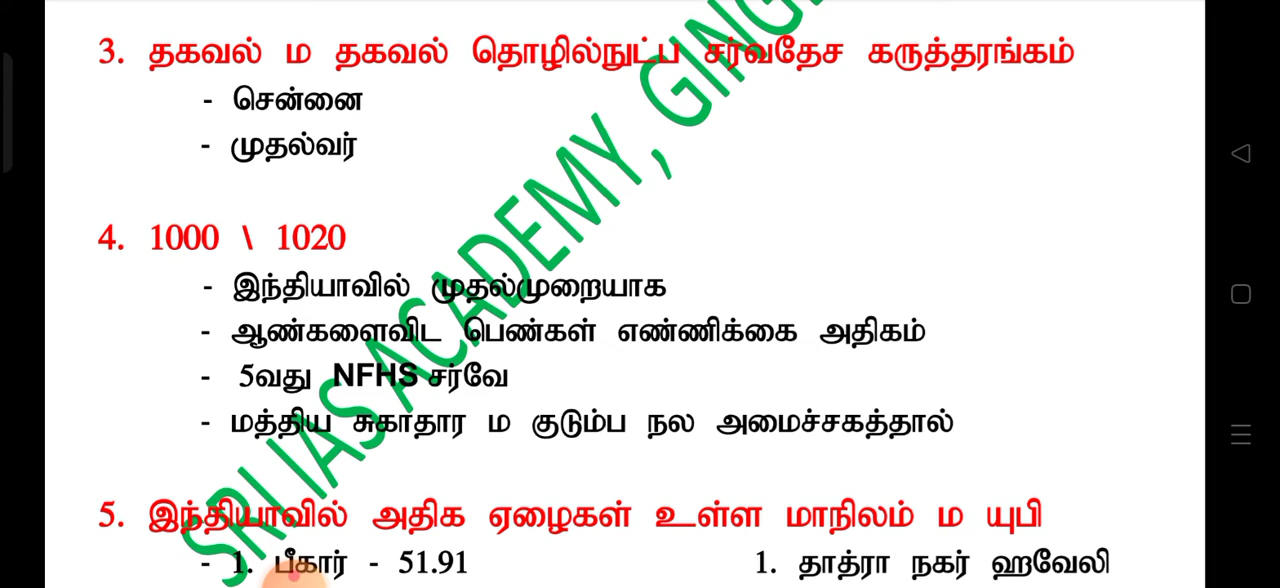 3. தகவல் ம தகவல் தொழில்நுட்ப சர்வதேச கருத்தரங்கம்
- சென்னை
- முதல்வர்
4. 1000 \ 1020
- இந்தியாவில் முதல்முறையாக
- ஆண்களைவிட பெண்கள் எண்ணிக்கை அதிகம்
- 5வது NFHS சர்வே
- மத்திய சுகாதார ம குடும்ப நல அமைச்சகத்தால்
5. இந்தியாவில் அதிக ஏழைகள் உள்ள மாநிலம் ம யுபி
- 1. பீகார் - 51.91 1. தாத்ரா நகர் ஹவேலி
SRI IAS ACADEMY,